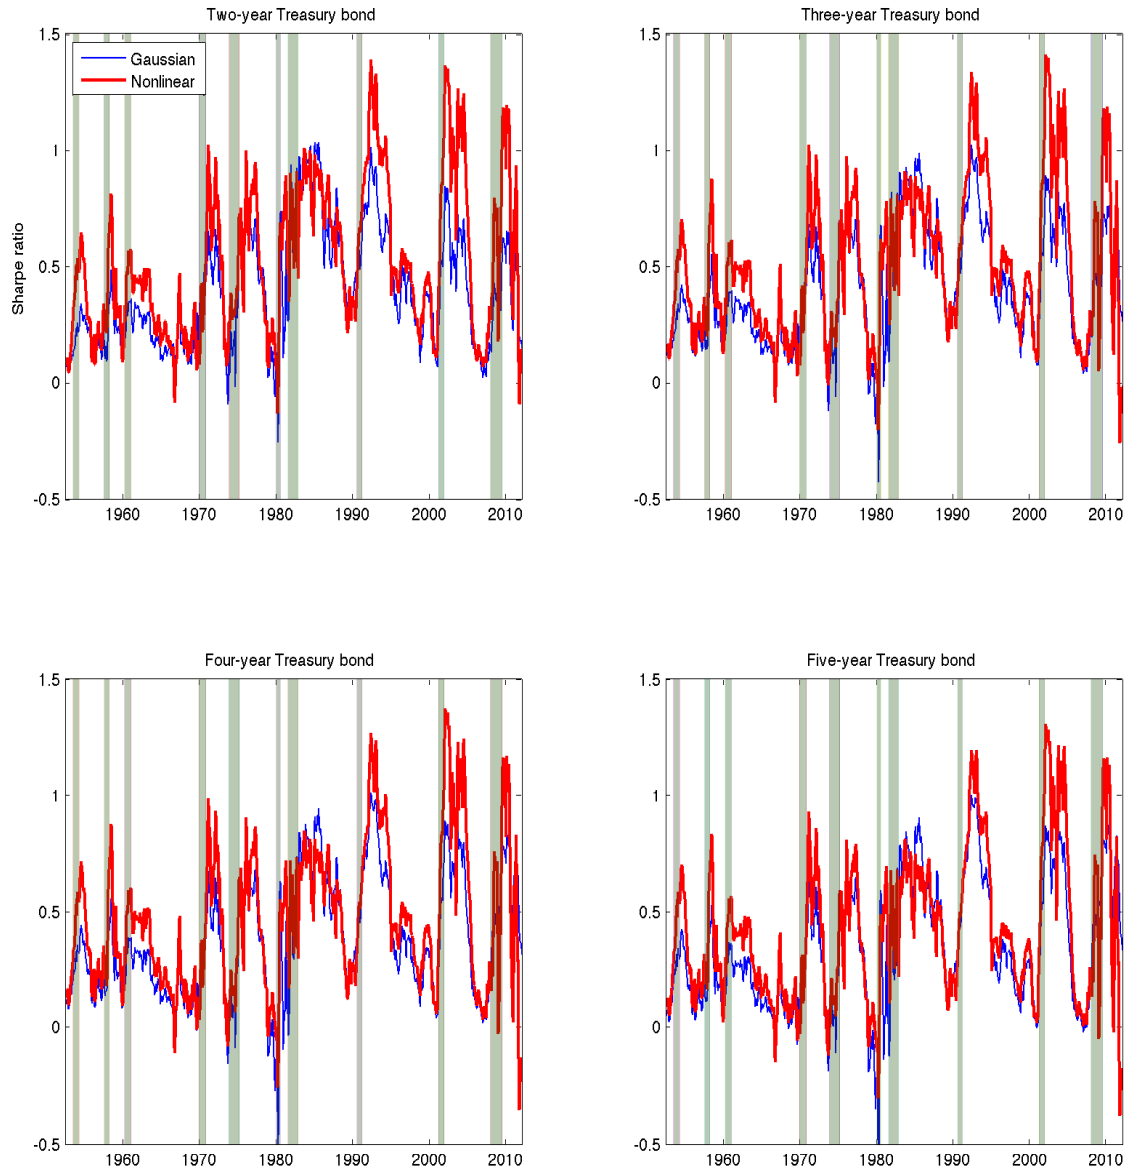 Two-year Treasury bond
1.5
1
0.5
0
-0.5
Sharpe ratio
Gaussian
Nonlinear
1960 1970 1980 1990 2000 2010
Three-year Treasury bond
1.5
1
0.5
0
-0.5
1960 1970 1980 1990 2000 2010
Four-year Treasury bond
1.5
1
0.5
0
-0.5
1960 1970 1980 1990 2000 2010
Five-year Treasury bond
1.5
1
0.5
0
-0.5
1960 1970 1980 1990 2000 2010